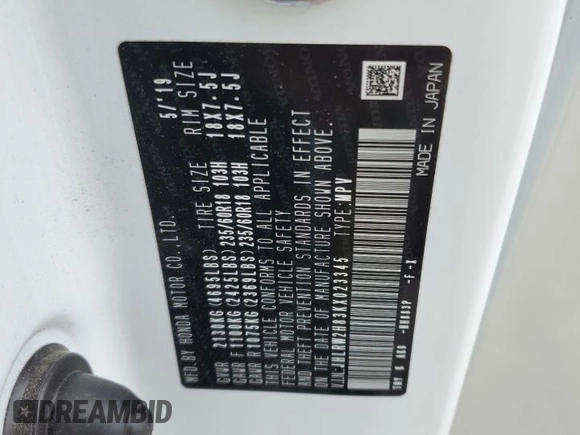 MFD. BY HONDA MOTOR CO., LTD. 5/'19
GVWR 2130KG (4695LBS) TIRE SIZE RIM SIZE
GAWR F 1100KG (2425LBS) 235/60R18 103H 18X7.5J
GAWR R 1075KG (2369LBS) 235/60R18 103H 18X7.5J
THIS VEHICLE CONFORMS TO ALL APPLICABLE
FEDERAL MOTOR VEHICLE SAFETY
AND THEFT PREVENTION STANDARDS IN EFFECT
ON THE DATE OF MANUFACTURE SHOWN ABOVE.
V.I.N.: JHLRW2H83KX023345 TYPE: MPV
-F-X
MADE IN JAPAN
DREAMBID